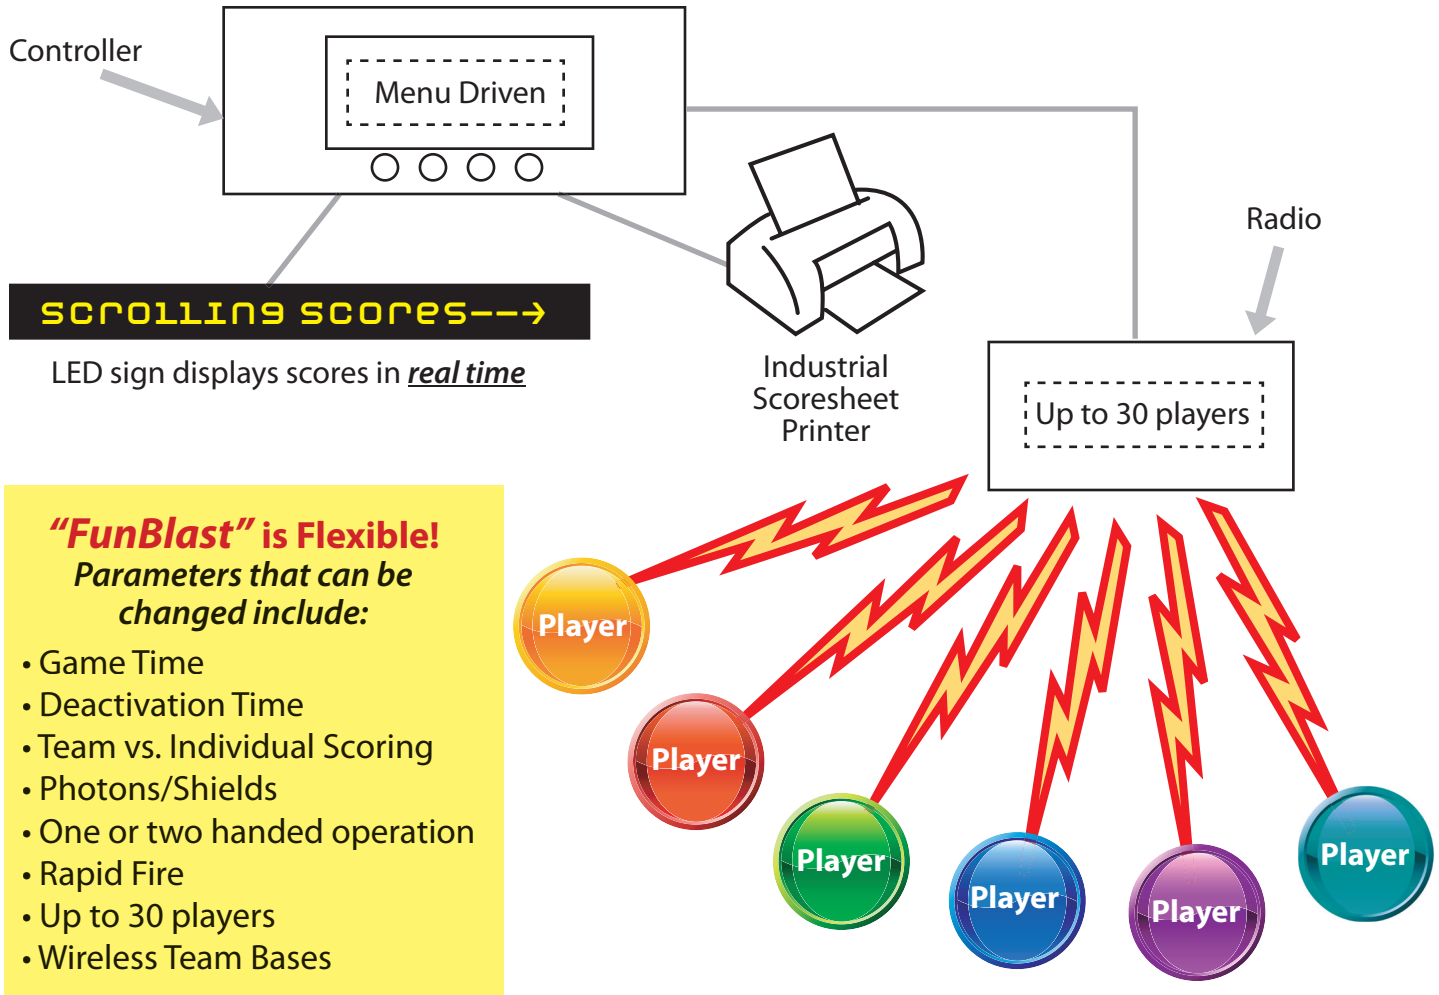 Controller
Menu Driven
Radio
scrolling scores--→
LED sign displays scores in real time
Industrial
Scoresheet
Printer
Up to 30 players
“FunBlast” is Flexible!
Parameters that can be
changed include:
• Game Time
• Deactivation Time
• Team vs. Individual Scoring
• Photons/Shields
• One or two handed operation
• Rapid Fire
• Up to 30 players
• Wireless Team Bases
Player
Player
Player
Player
Player
Player